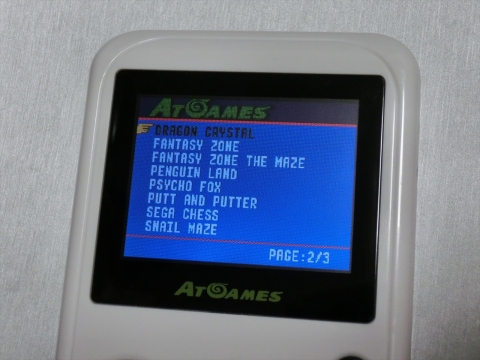 ATGAMES
DRAGON CRYSTAL
FANTASY ZONE
FANTASY ZONE THE MAZE
PENGUIN LAND
PSYCHO FOX
PUTT AND PUTTER
SEGA CHESS
SNAIL MAZE
PAGE:2/3
ATGAMES